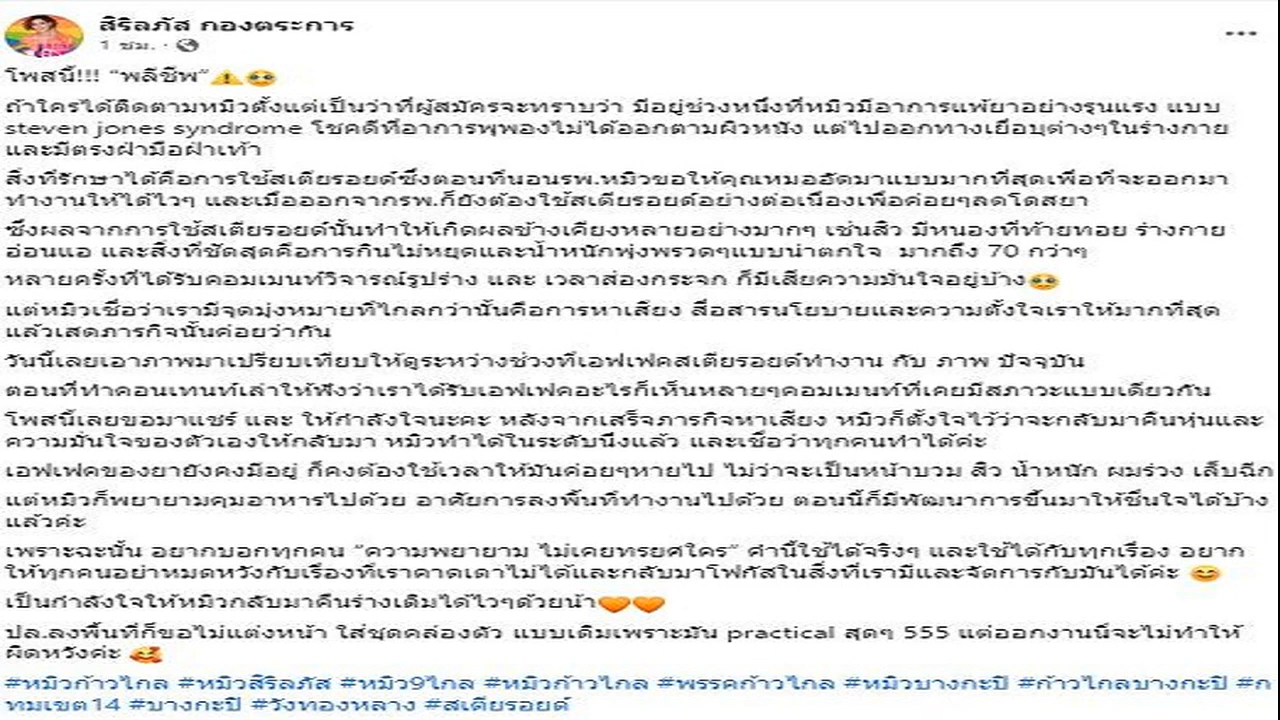 สิริลภัส กองตระการ
1 ชม.
โพสนี้!!! “พลีชีพ”⚠️🥹
ถ้าใครได้ติดตามหมิวตั้งแต่เป็นว่าที่ผู้สมัครจะทราบว่า มีอยู่ช่วงหนึ่งที่หมิวมีอาการแพ้ยาอย่างรุนแรง แบบ
steven jones syndrome โชคดีที่อาการพุพองไม่ได้ออกตามผิวหนัง แต่ไปออกทางเยื่อบุต่างๆในร่างกาย
และมีตรงฝ่ามือฝ่าเท้า
สิ่งที่รักษาได้คือการใช้สเตียรอยด์ซึ่งตอนที่นอนรพ.หมิวขอให้คุณหมออัดมาแบบมากที่สุดเพื่อที่จะออกมา
ทำงานให้ได้ไวๆ และเมื่อออกจากรพ.ก็ยังต้องใช้สเตียรอยด์อย่างต่อเนื่องเพื่อค่อยๆลดโดสยา
ซึ่งผลจากการใช้สเตียรอยด์นั้นทำให้เกิดผลข้างเคียงหลายอย่างมากๆ เช่นสิว มีหนองที่ท้ายทอย ร่างกาย
อ่อนแอ และสิ่งที่ชัดสุดคือการกินไม่หยุดและน้ำหนักพุ่งพรวดๆแบบน่าตกใจ มากถึง 70 กว่าๆ
หลายครั้งที่ได้รับคอมเมนท์วิจารณ์รูปร่าง และ เวลาส่องกระจก ก็มีเสียความมั่นใจอยู่บ้าง🥹
แต่หมิวเชื่อว่าเรามีจุดมุ่งหมายที่ไกลกว่านั้นคือการหาเสียง สื่อสารนโยบายและความตั้งใจเราให้มากที่สุด
แล้วเสดภารกิจนั้นค่อยว่ากัน
วันนี้เลยเอาภาพมาเปรียบเทียบให้ดูระหว่างช่วงที่เอฟเฟคสเตียรอยด์ทำงาน กับ ภาพ ปัจจุบัน
ตอนที่ทำคอนเทนท์เล่าให้ฟังว่าเราได้รับเอฟเฟคอะไรก็เห็นหลายๆคอมเมนท์ที่เคยมีสภาวะแบบเดียวกัน
โพสนี้เลยขอมาแชร์ และ ให้กำลังใจนะคะ หลังจากเสร็จภารกิจหาเสียง หมิวก็ตั้งใจไว้ว่าจะกลับมาคืนหุ่นและ
ความมั่นใจของตัวเองให้กลับมา หมิวทำได้ในระดับนึงแล้ว และเชื่อว่าทุกคนทำได้ค่ะ
เอฟเฟคของยายังคงมีอยู่ ก็คงต้องใช้เวลาให้มันค่อยๆหายไป ไม่ว่าจะเป็นหน้าบวม สิว น้ำหนัก ผมร่วง เล็บฉีก
แต่หมิวก็พยายามคุมอาหารไปด้วย อาศัยการลงพื้นที่ทำงานไปด้วย ตอนนี้ก็มีพัฒนาการขึ้นมาให้ชื่นใจได้บ้าง
แล้วค่ะ
เพราะฉะนั้น อยากบอกทุกคน “ความพยายาม ไม่เคยทรยศใคร” คำนี้ใช้ได้จริงๆ และใช้ได้กับทุกเรื่อง อยาก
ให้ทุกคนอย่าหมดหวังกับเรื่องที่เราคาดเดาไม่ได้และกลับมาโฟกัสในสิ่งที่เรามีและจัดการกับมันได้ค่ะ 😊
เป็นกำลังใจให้หมิวกลับมาคืนร่างเดิมได้ไวๆด้วยน้า🧡🧡
ปล.ลงพื้นที่ก็ขอไม่แต่งหน้า ใส่ชุดคล่องตัว แบบเดิมเพราะมัน practical สุดๆ 555 แต่ออกงานนี่จะไม่ทำให้
ผิดหวังค่ะ 🥰
#หมิวก้าวไกล #หมิวสิริลภัส #หมิว9ไกล #หมิวก้าวไกล #พรรคก้าวไกล #หมิวบางกะปิ #ก้าวไกลบางกะปิ #ก
ทมเขต14 #บางกะปิ #วังทองหลาง #สเตียรอยด์